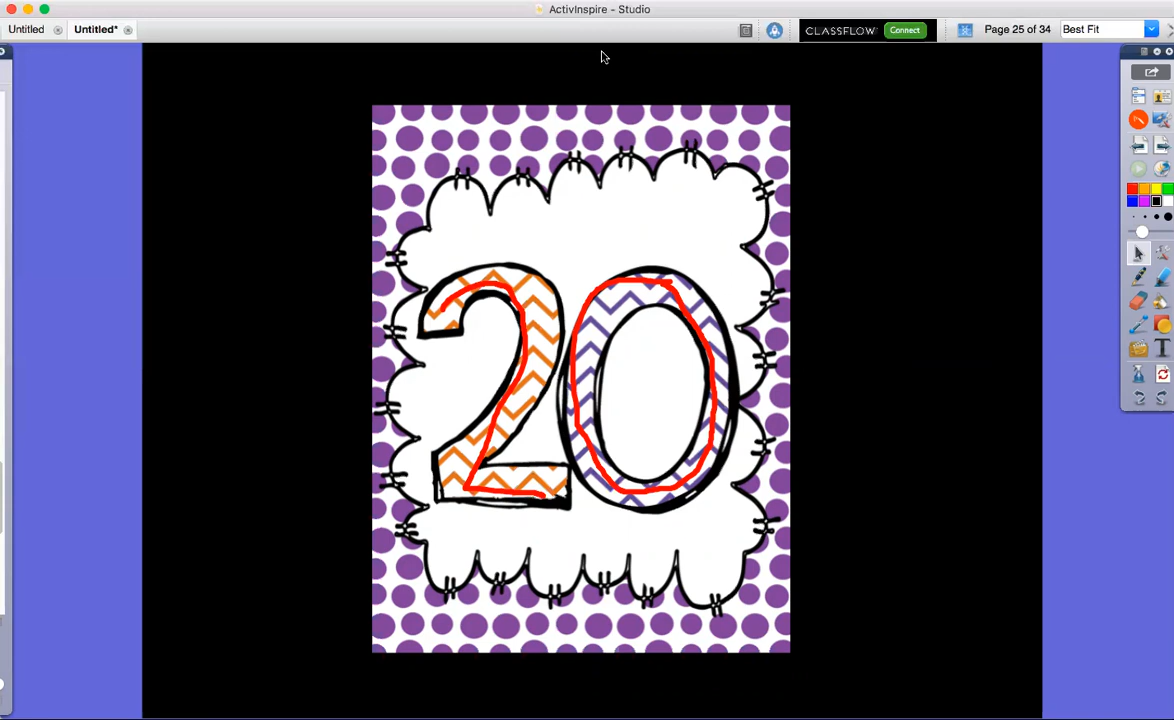 ActivInspire - Studio
Untitled Untitled* CLASSFLOW Connect Page 25 of 34 Best Fit
T
20